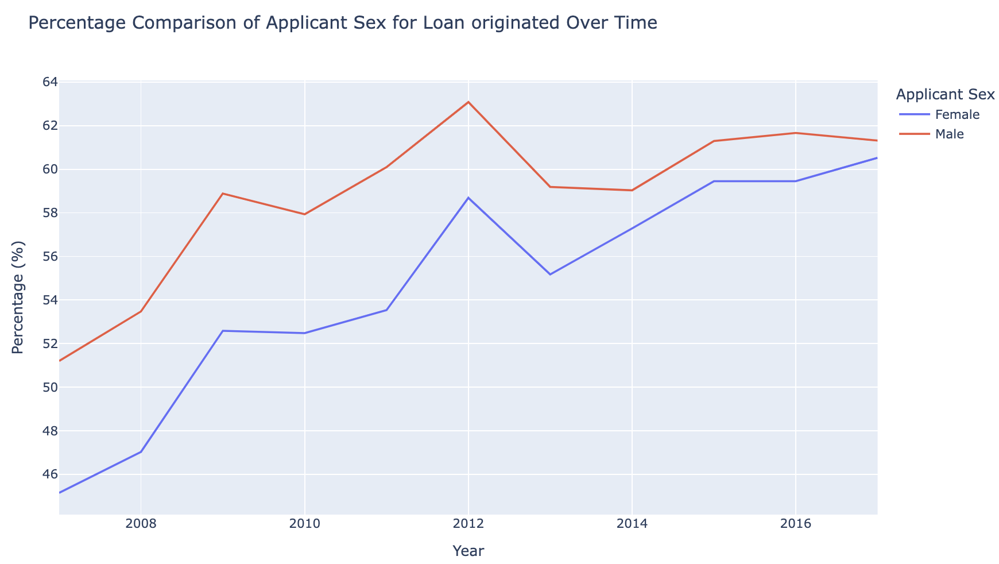 Percentage Comparison of Applicant Sex for Loan originated Over Time
64
62
60
58
56
54
52
50
48
46
Percentage (%)
2008
2010
2012
2014
2016
Year
Applicant Sex
Female
Male